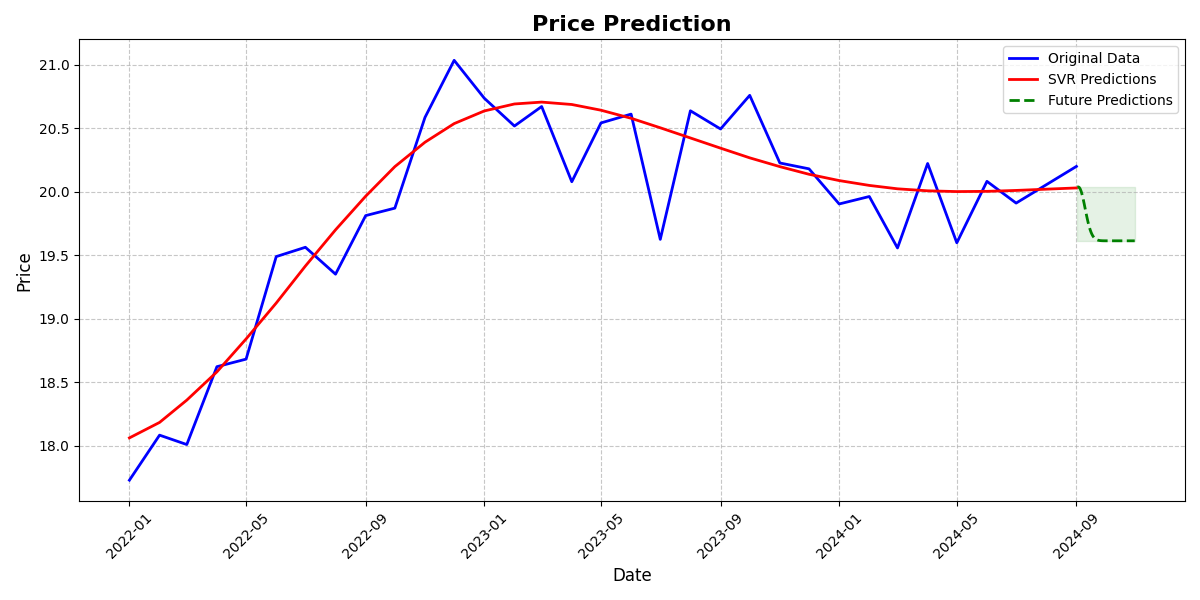 Price Prediction
Original Data
SVR Predictions
Future Predictions
Price
21.0
20.5
20.0
19.5
19.0
18.5
18.0
2022-01
2022-05
2022-09
2023-01
2023-05
2023-09
2024-01
2024-05
2024-09
Date